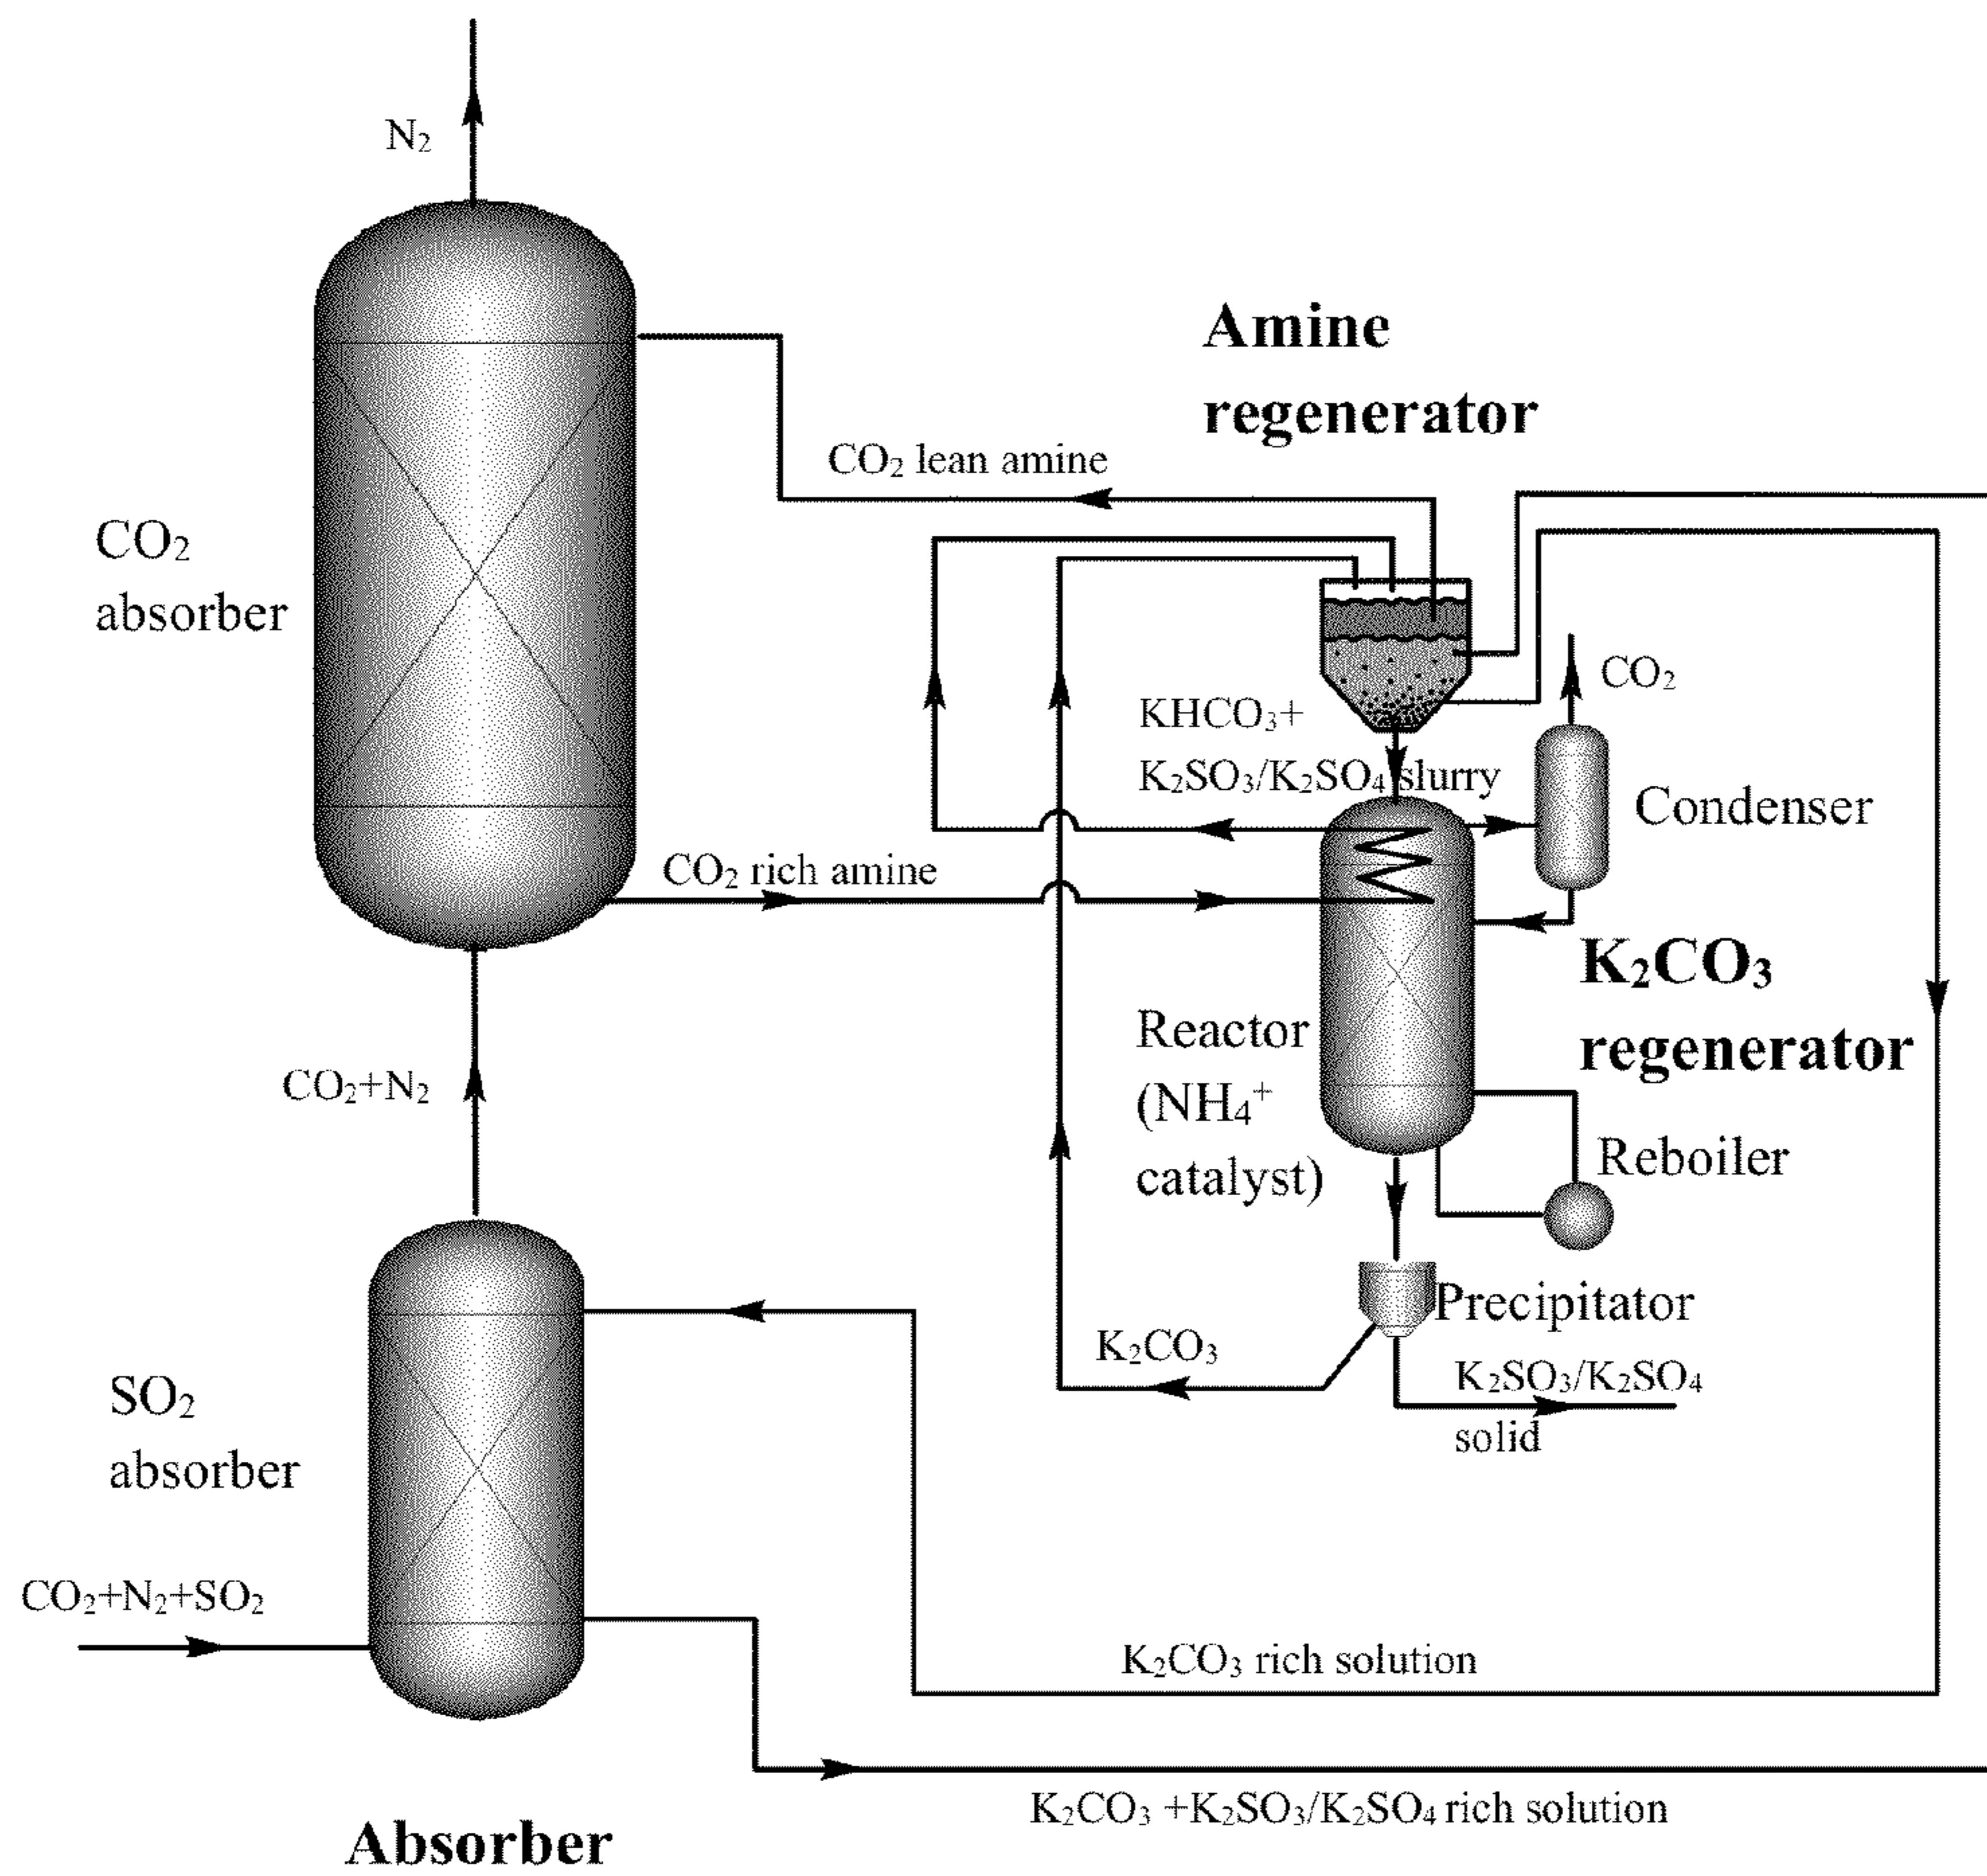 N₂
Amine
regenerator
CO₂ lean amine
CO₂
absorber
CO₂
KHCO₃+
K₂SO₃/K₂SO₄ slurry
Condenser
CO₂ rich amine
K₂CO₃
regenerator
Reactor
(NH₄⁺
catalyst)
CO₂+N₂
Reboiler
Precipitator
K₂CO₃
K₂SO₃/K₂SO₄
solid
SO₂
absorber
CO₂+N₂+SO₂
K₂CO₃ rich solution
K₂CO₃ +K₂SO₃/K₂SO₄ rich solution
Absorber